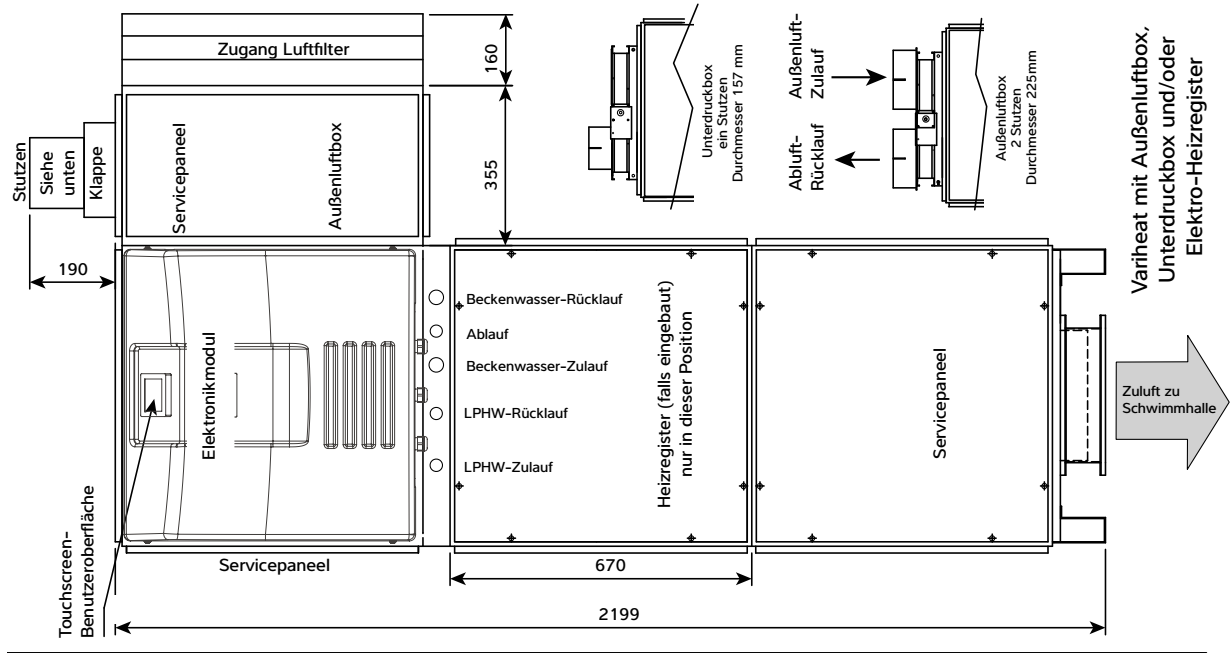 Zugang Luftfilter
160
355
Stutzen
Siehe
unten
Klappe
190
Servicepaneel
Außenluftbox
Unterdruckbox
ein Stutzen
Durchmesser 157 mm
Außenluft-
Zulauf
Abluft-
Rücklauf
Außenluftbox
2 Stutzen
Durchmesser 225mm
Variheat mit Außenluftbox,
Unterdruckbox und/oder
Elektro-Heizregister
Elektronikmodul
Beckenwasser-Rücklauf
Ablauf
Beckenwasser-Zulauf
LPHW-Rücklauf
LPHW-Zulauf
Heizregister (falls eingebaut)
nur in dieser Position
Servicepaneel
Zuluft zu
Schwimmhalle
Touchscreen-
Benutzeroberfläche
Servicepaneel
670
2199